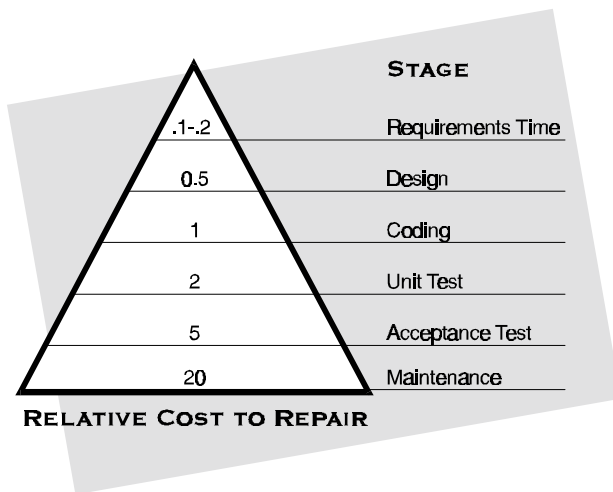 STAGE
.1-.2 Requirements Time
0.5 Design
1 Coding
2 Unit Test
5 Acceptance Test
20 Maintenance
RELATIVE COST TO REPAIR